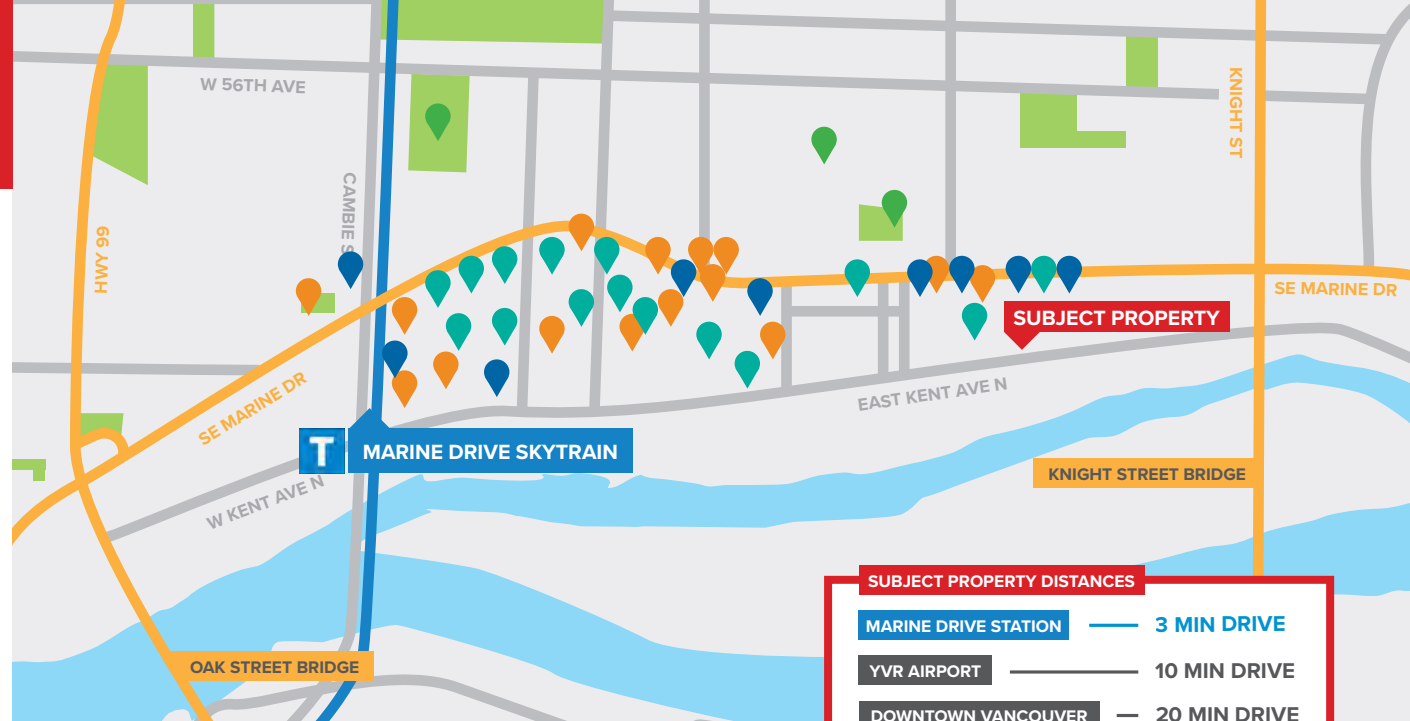 W 56TH AVE
KNIGHT ST
CAMBIE S
HWY 99
SE MARINE DR
SUBJECT PROPERTY
SE MARINE DR
EAST KENT AVE N
T
MARINE DRIVE SKYTRAIN
KNIGHT STREET BRIDGE
W KENT AVE N
OAK STREET BRIDGE
SUBJECT PROPERTY DISTANCES
MARINE DRIVE STATION 3 MIN DRIVE
YVR AIRPORT 10 MIN DRIVE
DOWNTOWN VANCOUVER 20 MIN DRIVE